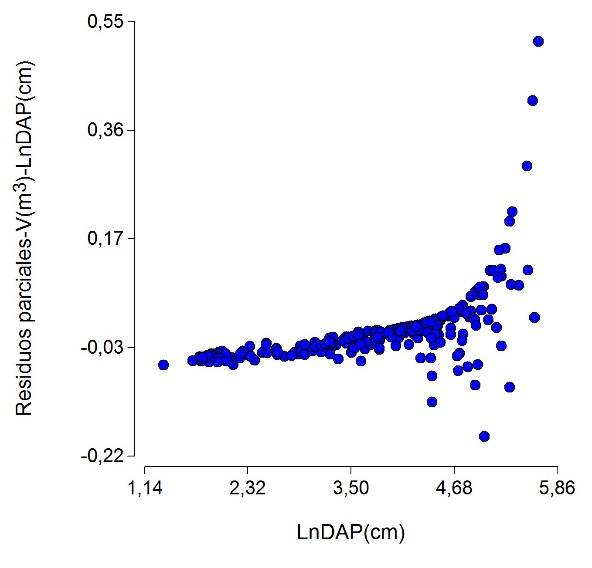 Residuos parciales-V(m³)-LnDAP(cm)
0,55
0,36
0,17
-0,03
-0,22
1,14 2,32 3,50 4,68 5,86
LnDAP(cm)